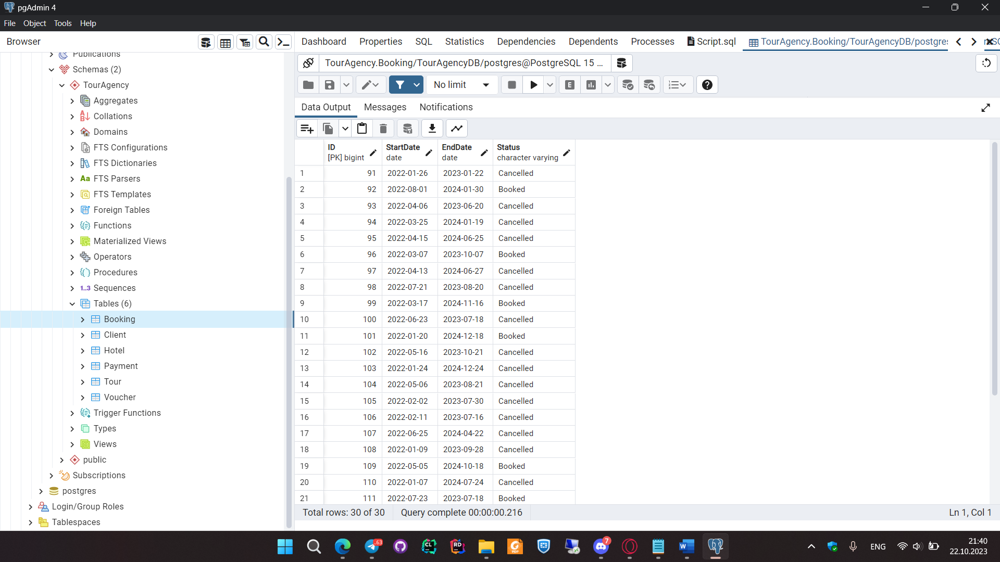 pgAdmin 4
File Object Tools Help
Browser
Publications
Schemas (2)
TourAgency
Aggregates
Collations
Domains
FTS Configurations
FTS Dictionaries
Aa FTS Parsers
FTS Templates
Foreign Tables
Functions
Materialized Views
Operators
Procedures
1..3 Sequences
Tables (6)
Booking
Client
Hotel
Payment
Tour
Voucher
Trigger Functions
Types
Views
public
Subscriptions
postgres
Login/Group Roles
Tablespaces
Dashboard Properties SQL Statistics Dependencies Dependents Processes Script.sql TourAgency.Booking/TourAgencyDB/postgres
TourAgency.Booking/TourAgencyDB/postgres@PostgreSQL 15 ...
No limit
E
Data Output Messages Notifications
ID StartDate EndDate Status
[PK] bigint date date character varying
1 91 2022-01-26 2023-01-22 Cancelled
2 92 2022-08-01 2024-01-30 Booked
3 93 2022-04-06 2023-06-20 Cancelled
4 94 2022-03-25 2024-01-19 Cancelled
5 95 2022-04-15 2024-06-25 Cancelled
6 96 2022-03-07 2023-10-07 Booked
7 97 2022-04-13 2024-06-27 Cancelled
8 98 2022-07-21 2023-08-20 Cancelled
9 99 2022-03-17 2024-11-16 Booked
10 100 2022-06-23 2023-07-18 Cancelled
11 101 2022-01-20 2024-12-18 Booked
12 102 2022-05-16 2023-10-21 Cancelled
13 103 2022-01-24 2024-12-24 Cancelled
14 104 2022-05-06 2023-08-21 Cancelled
15 105 2022-02-02 2023-07-30 Cancelled
16 106 2022-02-11 2023-07-16 Cancelled
17 107 2022-06-25 2024-04-22 Cancelled
18 108 2022-01-09 2023-09-28 Cancelled
19 109 2022-05-05 2024-10-18 Booked
20 110 2022-01-07 2024-07-24 Cancelled
21 111 2022-07-23 2023-07-18 Booked
Total rows: 30 of 30 Query complete 00:00:00.216 Ln 1, Col 1
..63 CL RD PDF 7 W ENG
21:40
22.10.2023